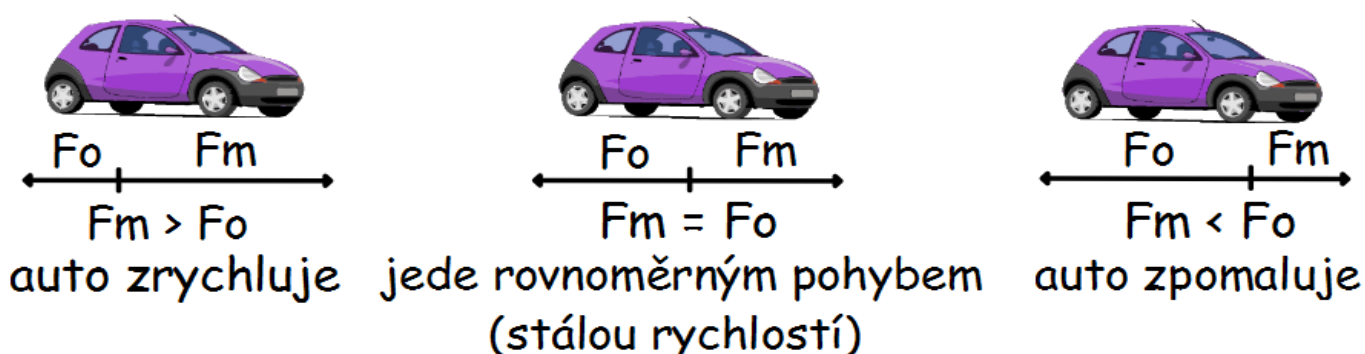 Fo Fm
Fm > Fo
auto zrychluje
Fo Fm
Fm = Fo
jede rovnoměrným pohybem
(stálou rychlostí)
Fo Fm
Fm < Fo
auto zpomaluje